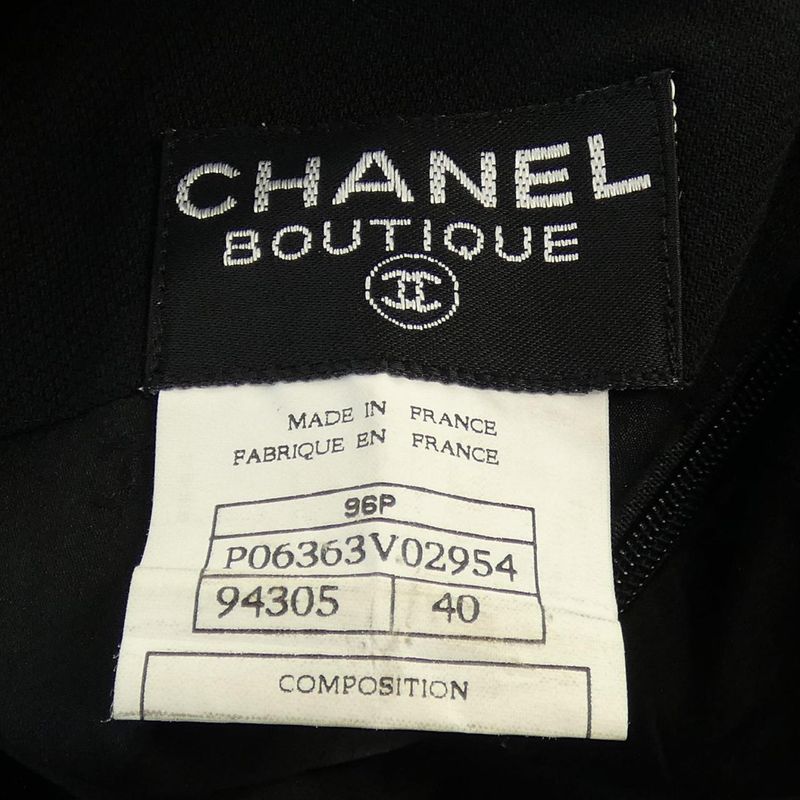 CHANEL
BOUTIQUE
MADE IN FRANCE
FABRIQUE EN FRANCE
96P
P06363V02954
94305 40
COMPOSITION